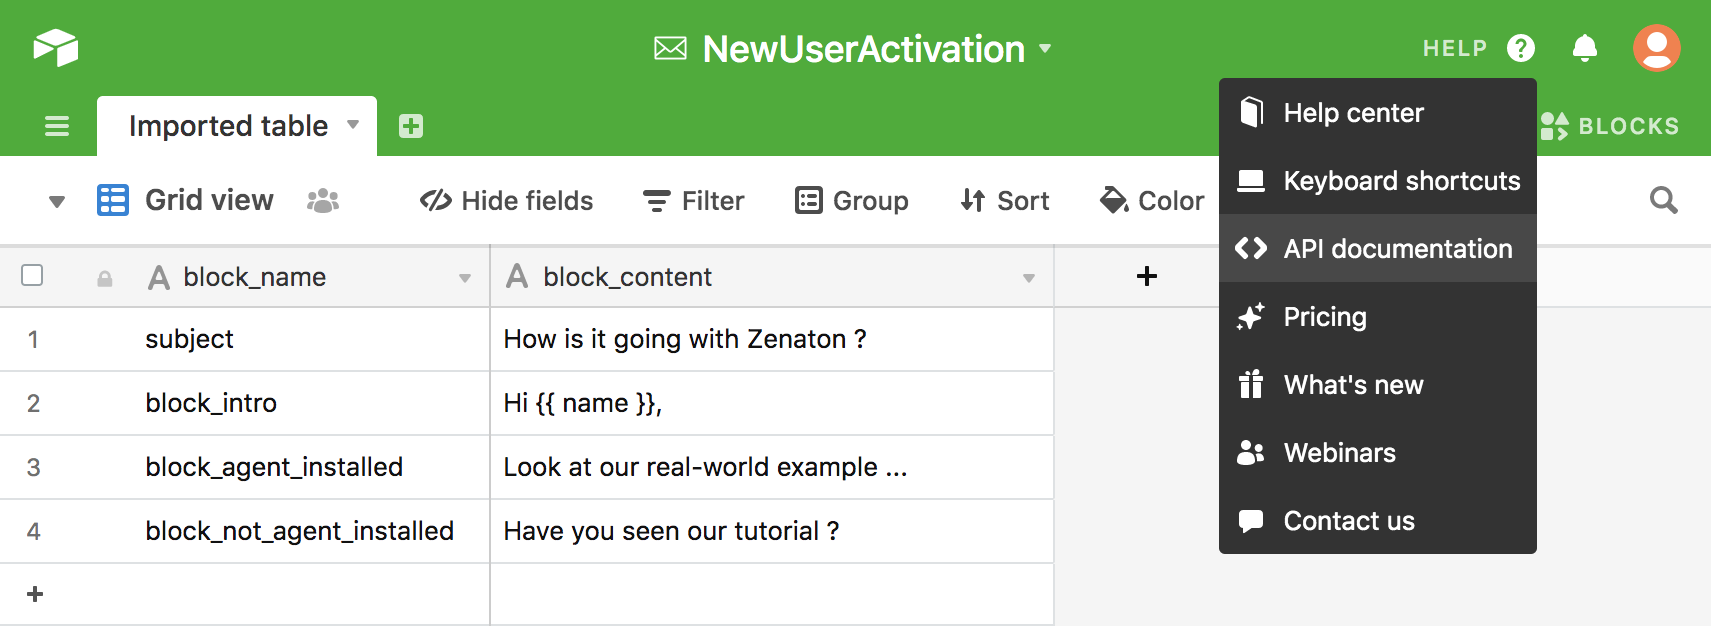 NewUserActivation
HELP ?
Imported table
BLOCKS
Grid view
Hide fields
Filter
Group
Sort
Color
A block_name
A block_content
1 subject How is it going with Zenaton ?
2 block_intro Hi {{ name }},
3 block_agent_installed Look at our real-world example ...
4 block_not_agent_installed Have you seen our tutorial ?
+
Help center
Keyboard shortcuts
API documentation
Pricing
What's new
Webinars
Contact us